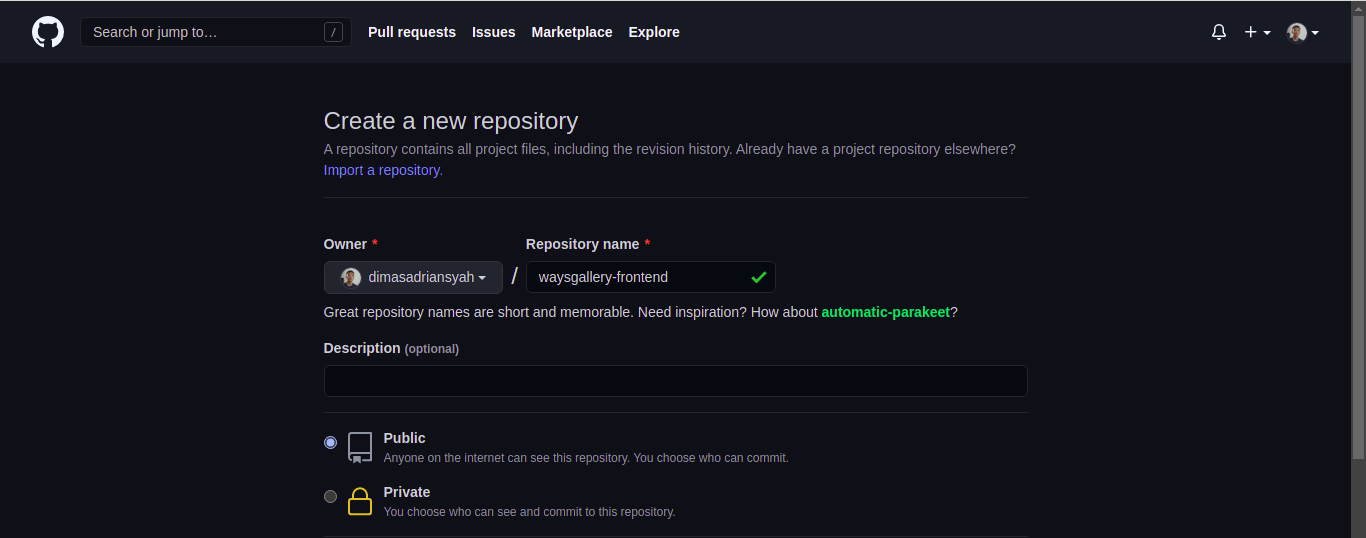 Search or jump to… / Pull requests Issues Marketplace Explore
Create a new repository
A repository contains all project files, including the revision history. Already have a project repository elsewhere?
Import a repository.
Owner * Repository name *
dimasadriansyah / waysgallery-frontend
Great repository names are short and memorable. Need inspiration? How about automatic-parakeet?
Description (optional)
Public
Anyone on the internet can see this repository. You choose who can commit.
Private
You choose who can see and commit to this repository.